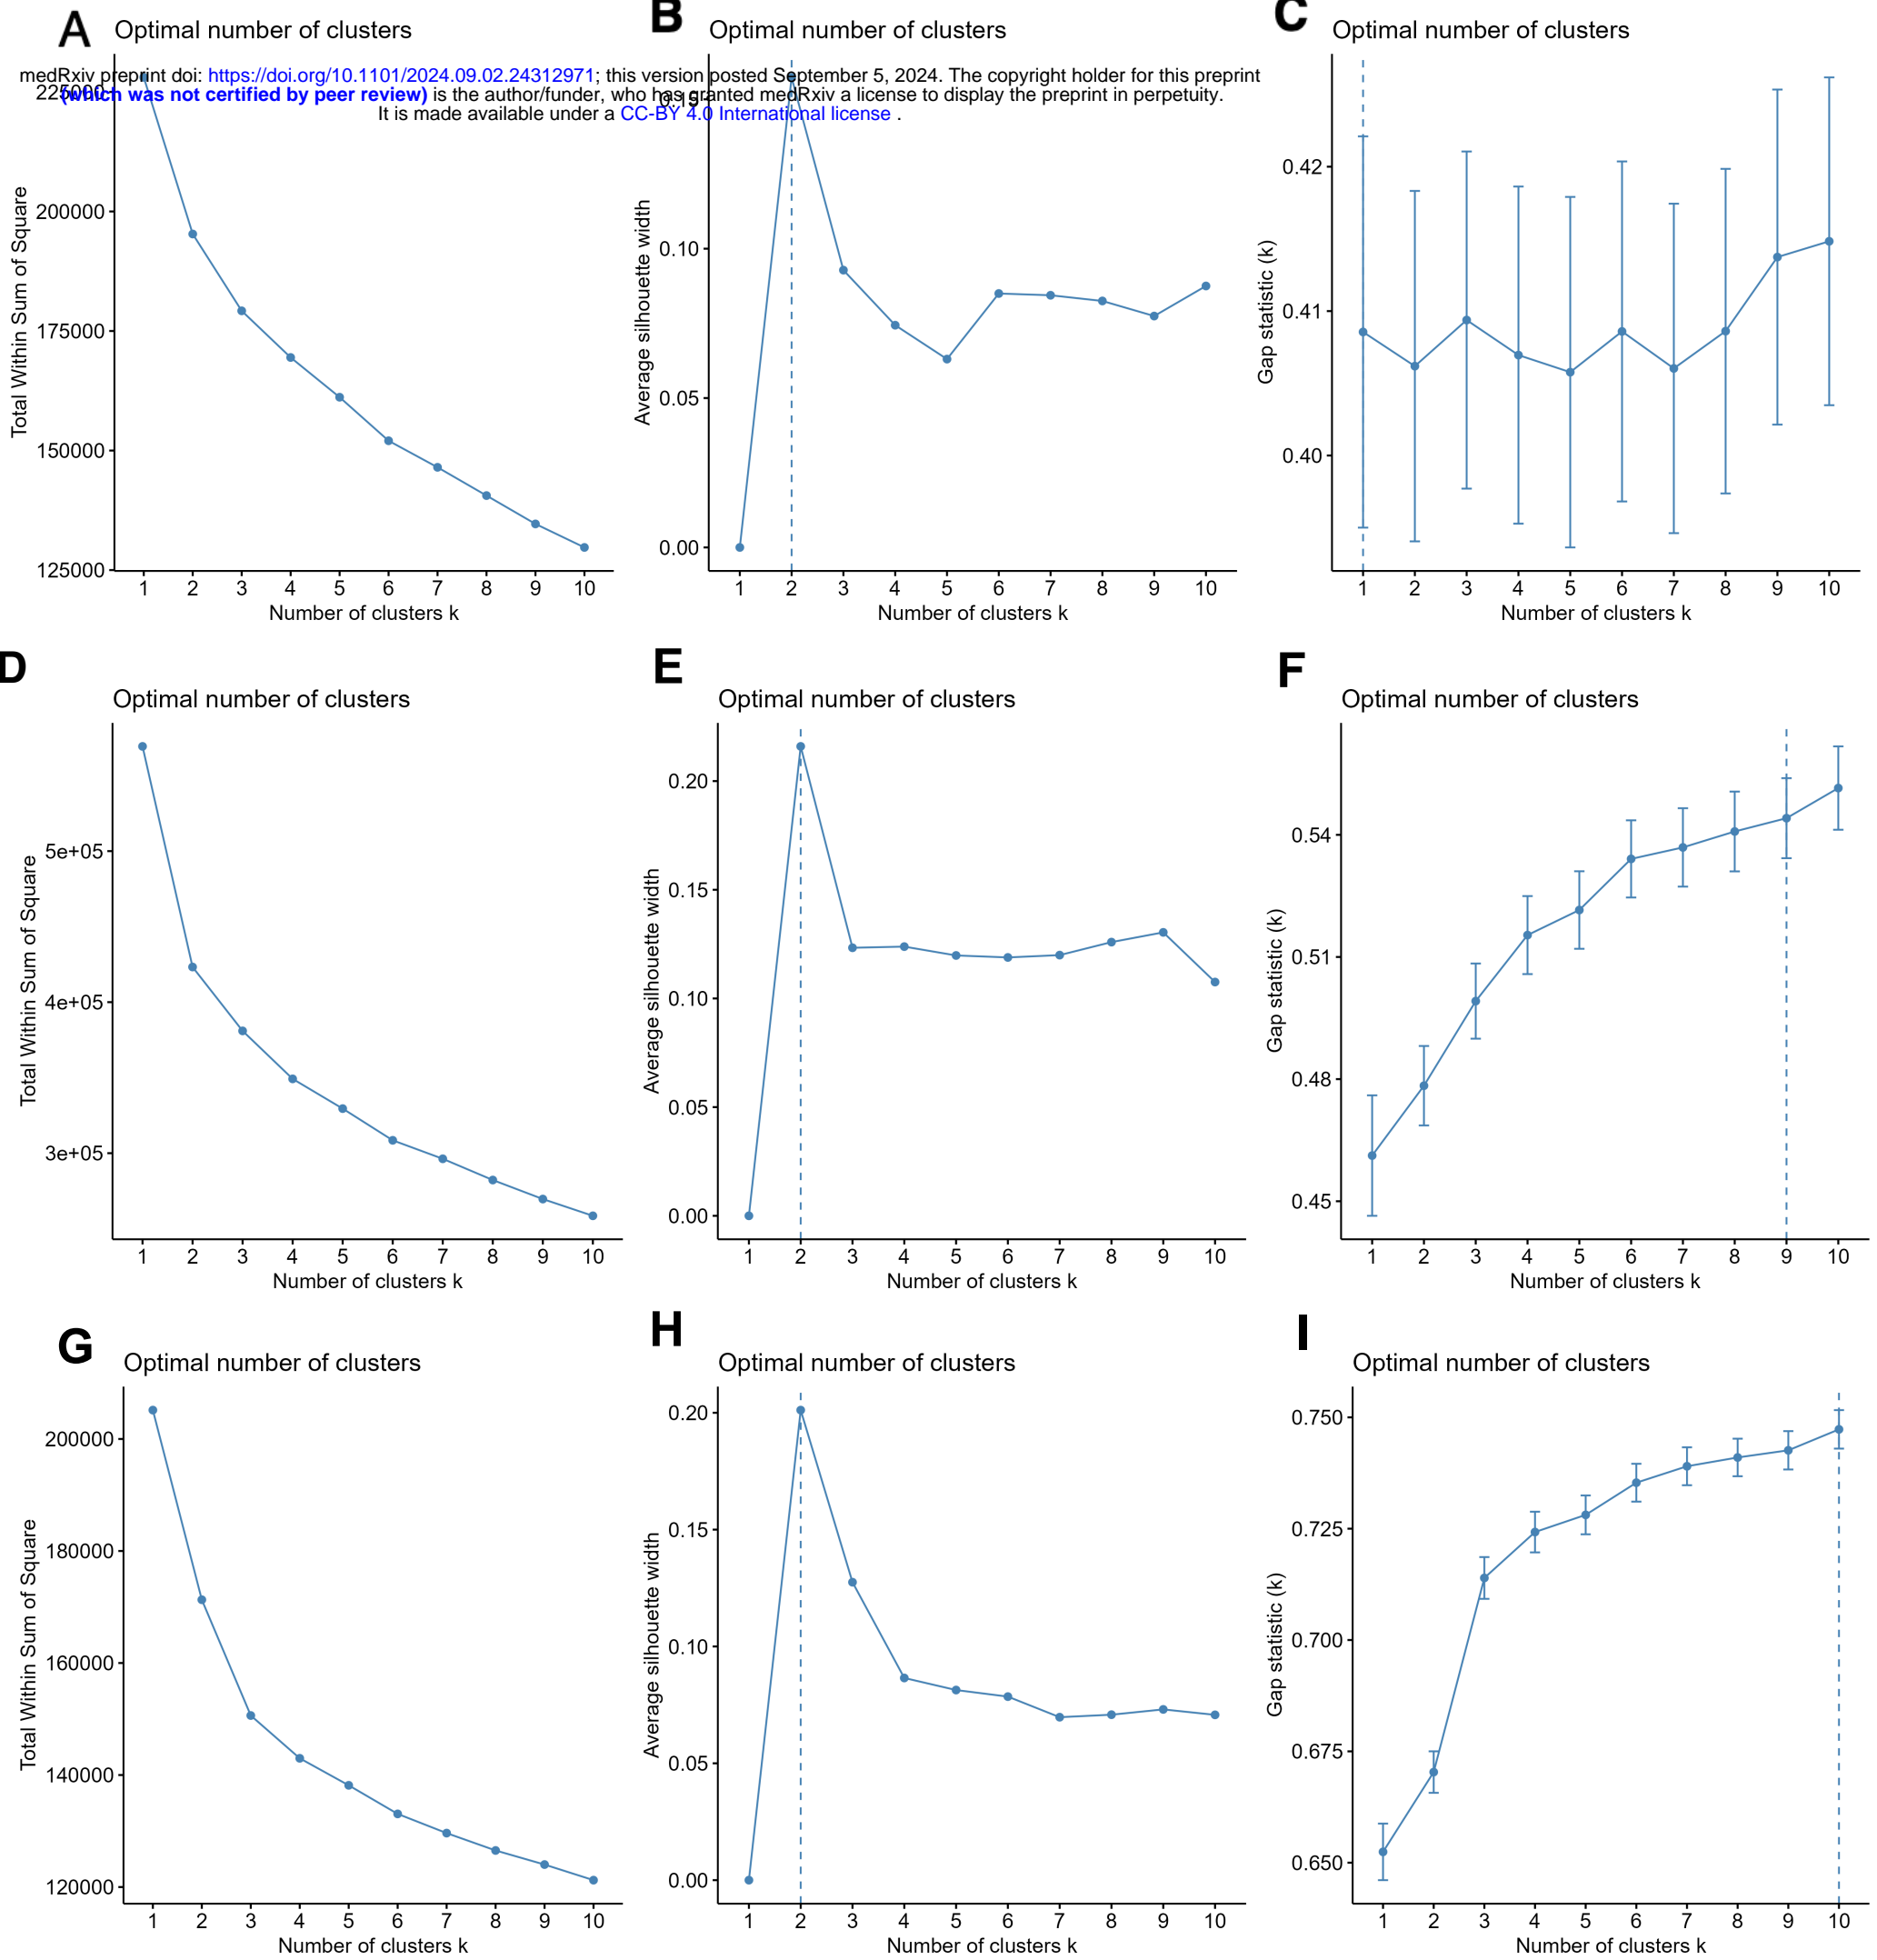 A
Optimal number of clusters
B
Optimal number of clusters
C
Optimal number of clusters
medRxiv preprint doi: https://doi.org/10.1101/2024.09.02.24312971; this version posted September 5, 2024. The copyright holder for this preprint
(which was not certified by peer review) is the author/funder, who has granted medRxiv a license to display the preprint in perpetuity.
It is made available under a CC-BY 4.0 International license .
225000
200000
175000
150000
125000
Total Within Sum of Square
1 2 3 4 5 6 7 8 9 10
Number of clusters k
0.15
0.10
0.05
0.00
Average silhouette width
1 2 3 4 5 6 7 8 9 10
Number of clusters k
0.42
0.41
0.40
Gap statistic (k)
1 2 3 4 5 6 7 8 9 10
Number of clusters k
D
Optimal number of clusters
5e+05
4e+05
3e+05
Total Within Sum of Square
1 2 3 4 5 6 7 8 9 10
Number of clusters k
E
Optimal number of clusters
0.20
0.15
0.10
0.05
0.00
Average silhouette width
1 2 3 4 5 6 7 8 9 10
Number of clusters k
F
Optimal number of clusters
0.54
0.51
0.48
0.45
Gap statistic (k)
1 2 3 4 5 6 7 8 9 10
Number of clusters k
G
Optimal number of clusters
200000
180000
160000
140000
120000
Total Within Sum of Square
1 2 3 4 5 6 7 8 9 10
Number of clusters k
H
Optimal number of clusters
0.20
0.15
0.10
0.05
0.00
Average silhouette width
1 2 3 4 5 6 7 8 9 10
Number of clusters k
I
Optimal number of clusters
0.750
0.725
0.700
0.675
0.650
Gap statistic (k)
1 2 3 4 5 6 7 8 9 10
Number of clusters k